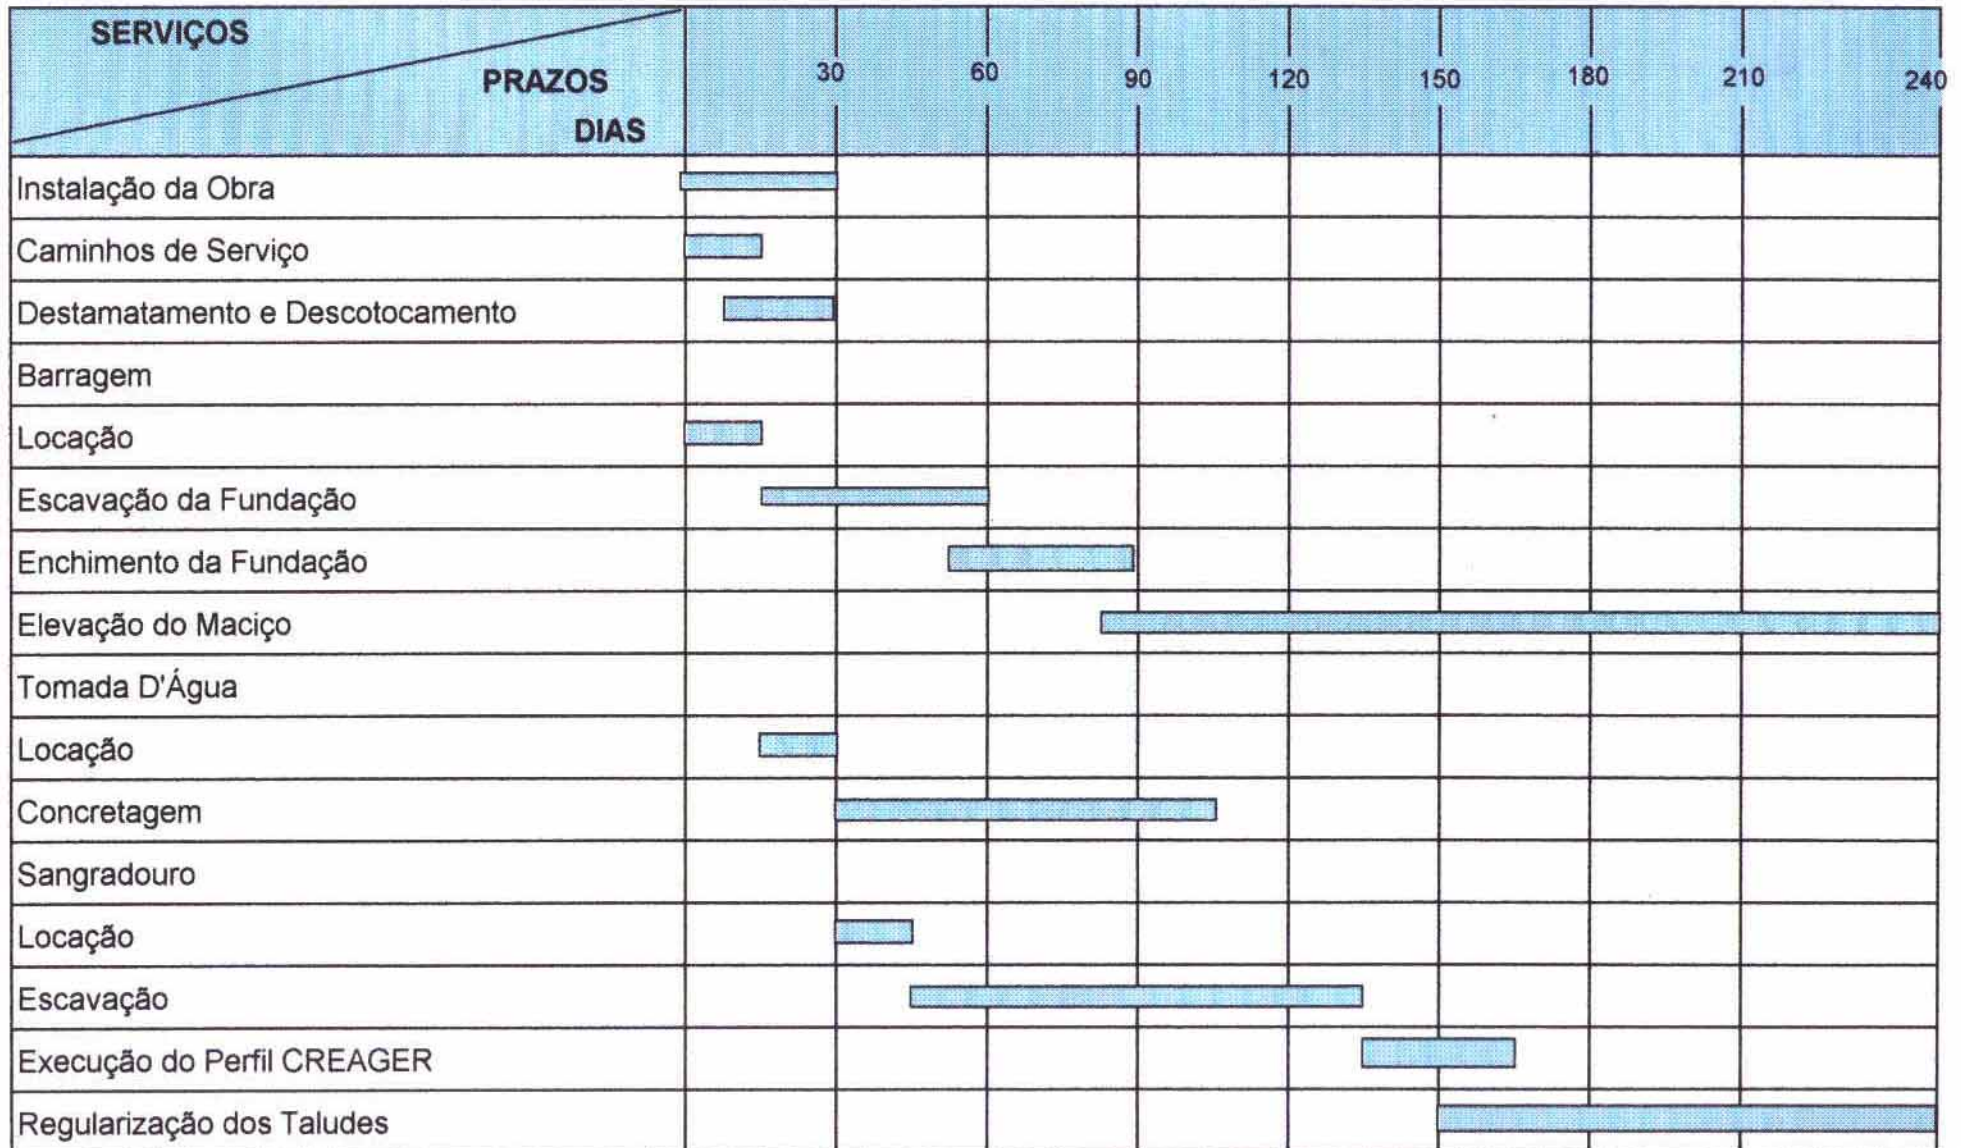 SERVIÇOS
PRAZOS
DIAS
30 60 90 120 150 180 210 240
Instalação da Obra
Caminhos de Serviço
Destamatamento e Descotocamento
Barragem
Locação
Escavação da Fundação
Enchimento da Fundação
Elevação do Maciço
Tomada D'Água
Locação
Concretagem
Sangradouro
Locação
Escavação
Execução do Perfil CREAGER
Regularização dos Taludes